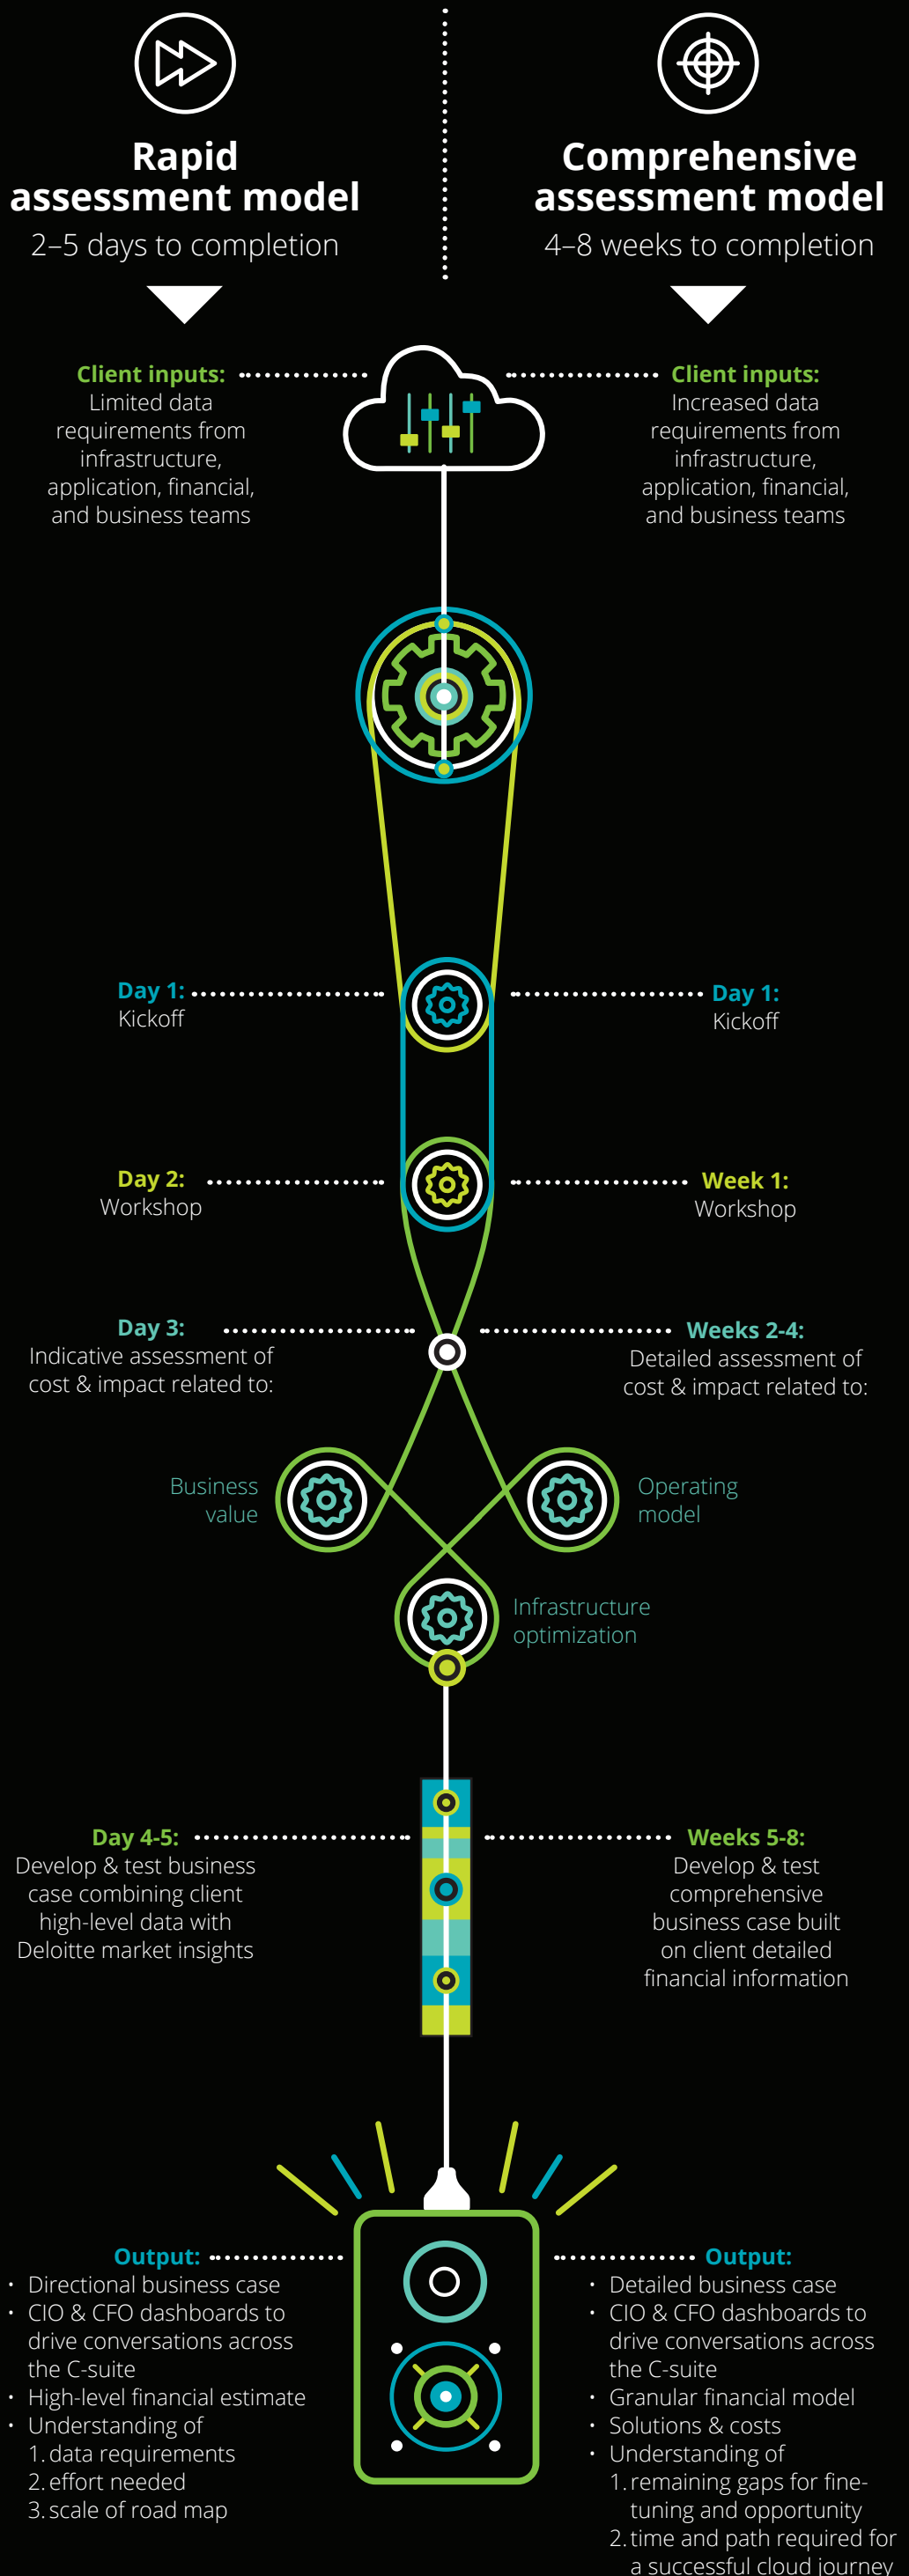 Rapid
assessment model
2–5 days to completion
Comprehensive
assessment model
4–8 weeks to completion
Client inputs:
Limited data
requirements from
infrastructure,
application, financial,
and business teams
Client inputs:
Increased data
requirements from
infrastructure,
application, financial,
and business teams
Day 1:
Kickoff
Day 1:
Kickoff
Day 2:
Workshop
Week 1:
Workshop
Day 3:
Indicative assessment of
cost & impact related to:
Weeks 2-4:
Detailed assessment of
cost & impact related to:
Business
value
Operating
model
Infrastructure
optimization
Day 4-5:
Develop & test business
case combining client
high-level data with
Deloitte market insights
Weeks 5-8:
Develop & test
comprehensive
business case built
on client detailed
financial information
Output:
• Directional business case
• CIO & CFO dashboards to
drive conversations across
the C-suite
• High-level financial estimate
• Understanding of
1. data requirements
2. effort needed
3. scale of road map
Output:
• Detailed business case
• CIO & CFO dashboards to
drive conversations across
the C-suite
• Granular financial model
• Solutions & costs
• Understanding of
1. remaining gaps for fine-
tuning and opportunity
2. time and path required for
a successful cloud journey